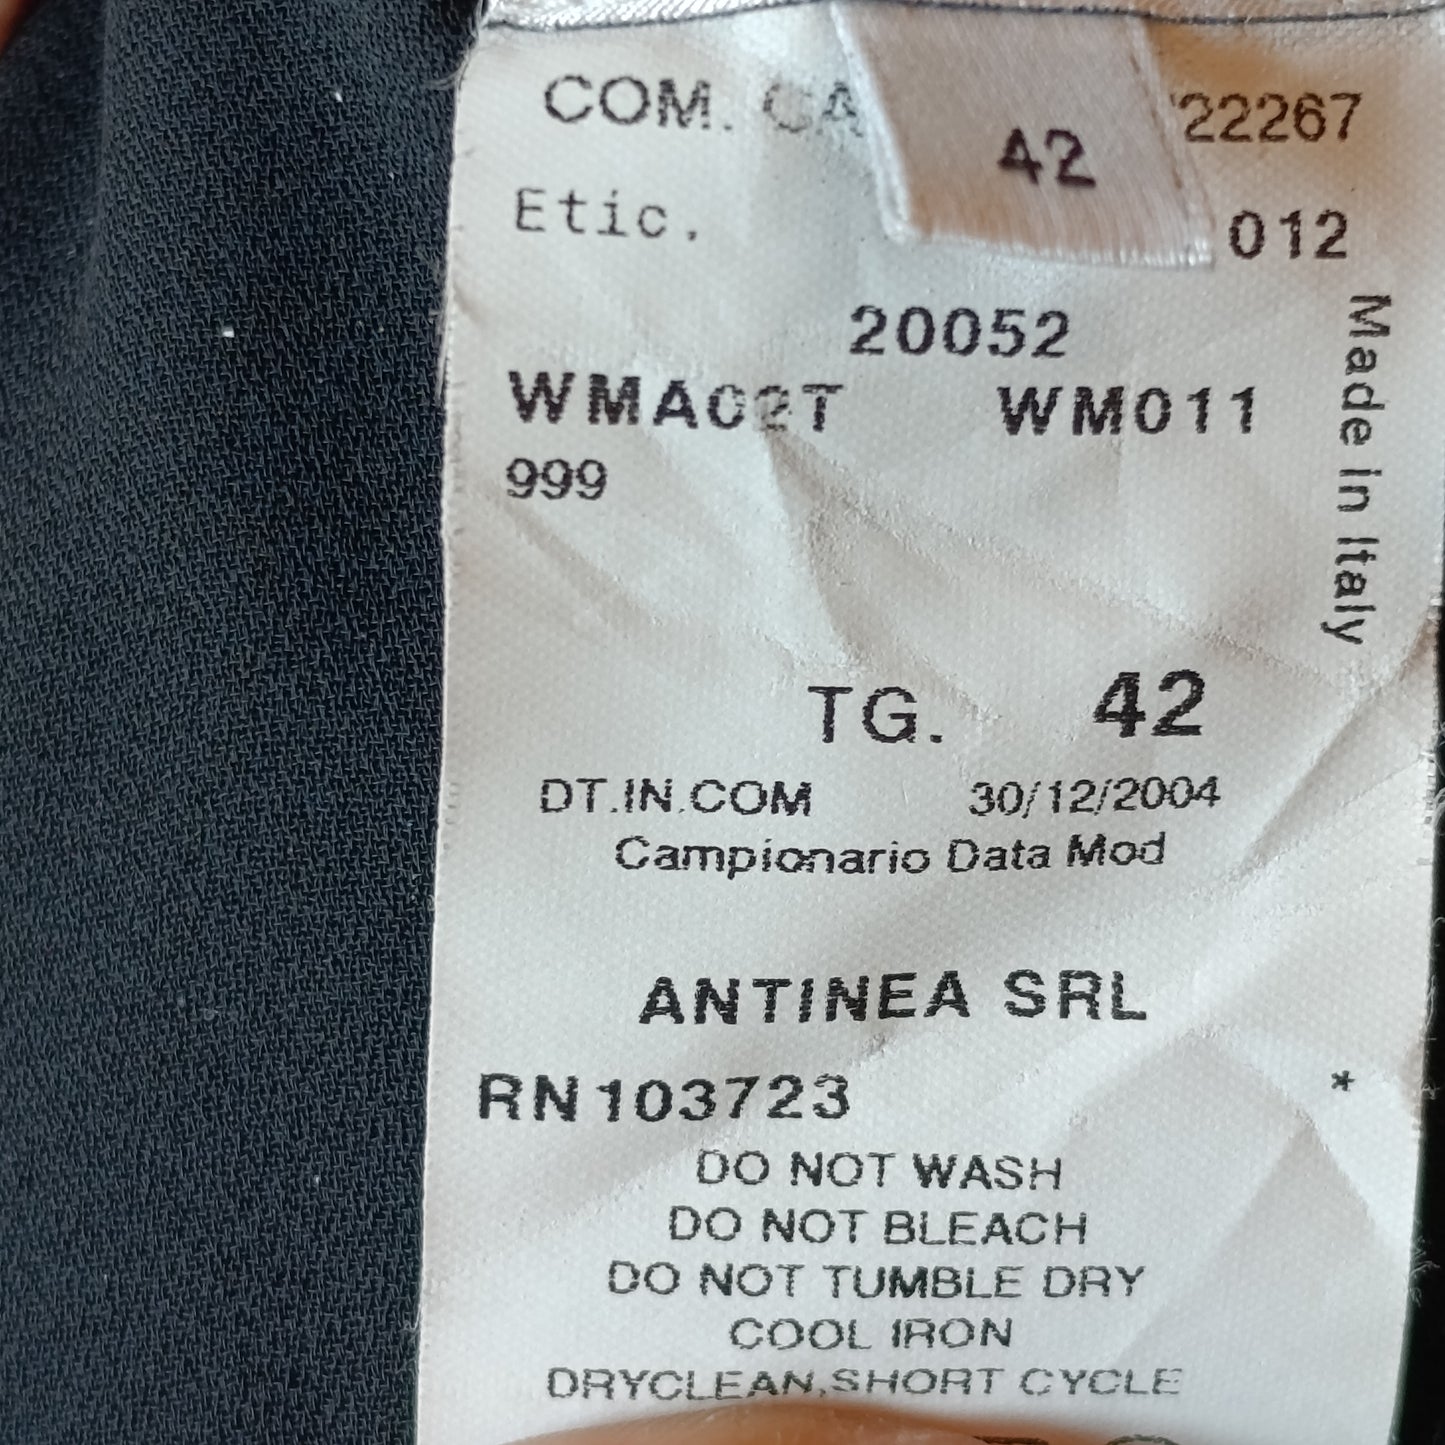 COM. CA 22267
42
Etic. 012
20052
WMA02T WM011
999
Made in Italy
TG. 42
DT.IN.COM 30/12/2004
Campionario Data Mod
ANTINEA SRL
RN103723 *
DO NOT WASH
DO NOT BLEACH
DO NOT TUMBLE DRY
COOL IRON
DRYCLEAN,SHORT CYCLE